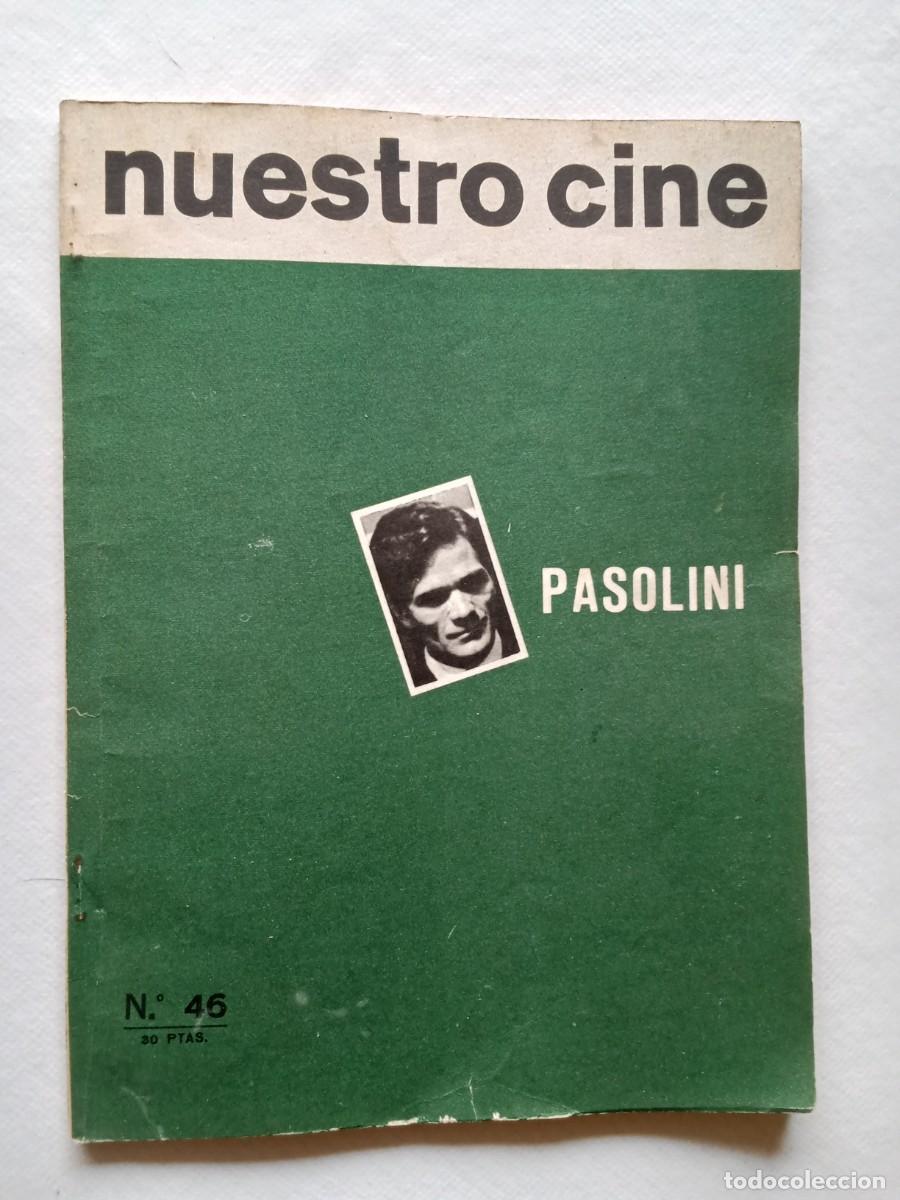 nuestro cine
PASOLINI
N.º 46
30 PTAS.
todocoleccion